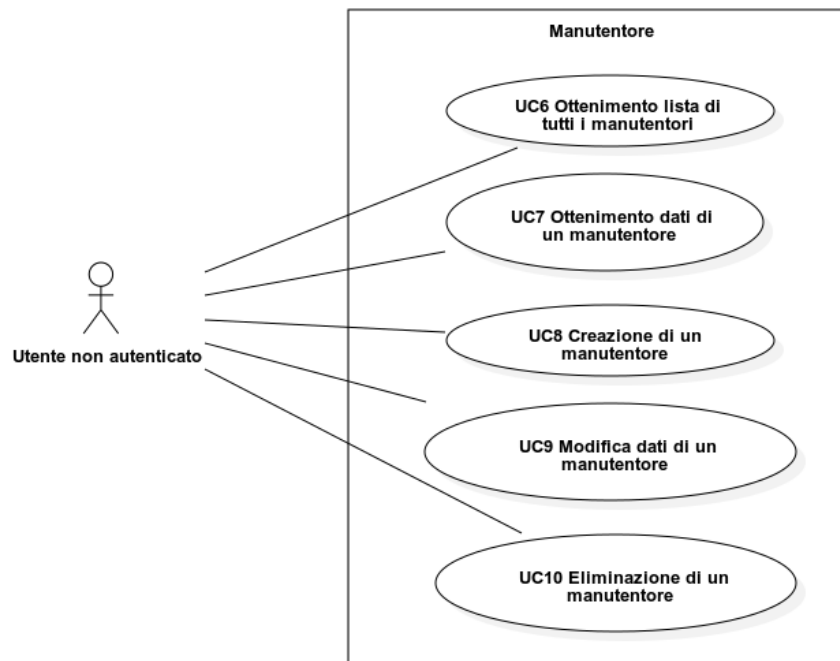 Manutentore
UC6 Ottenimento lista di
tutti i manutentori
UC7 Ottenimento dati di
un manutentore
UC8 Creazione di un
manutentore
Utente non autenticato
UC9 Modifica dati di un
manutentore
UC10 Eliminazione di un
manutentore